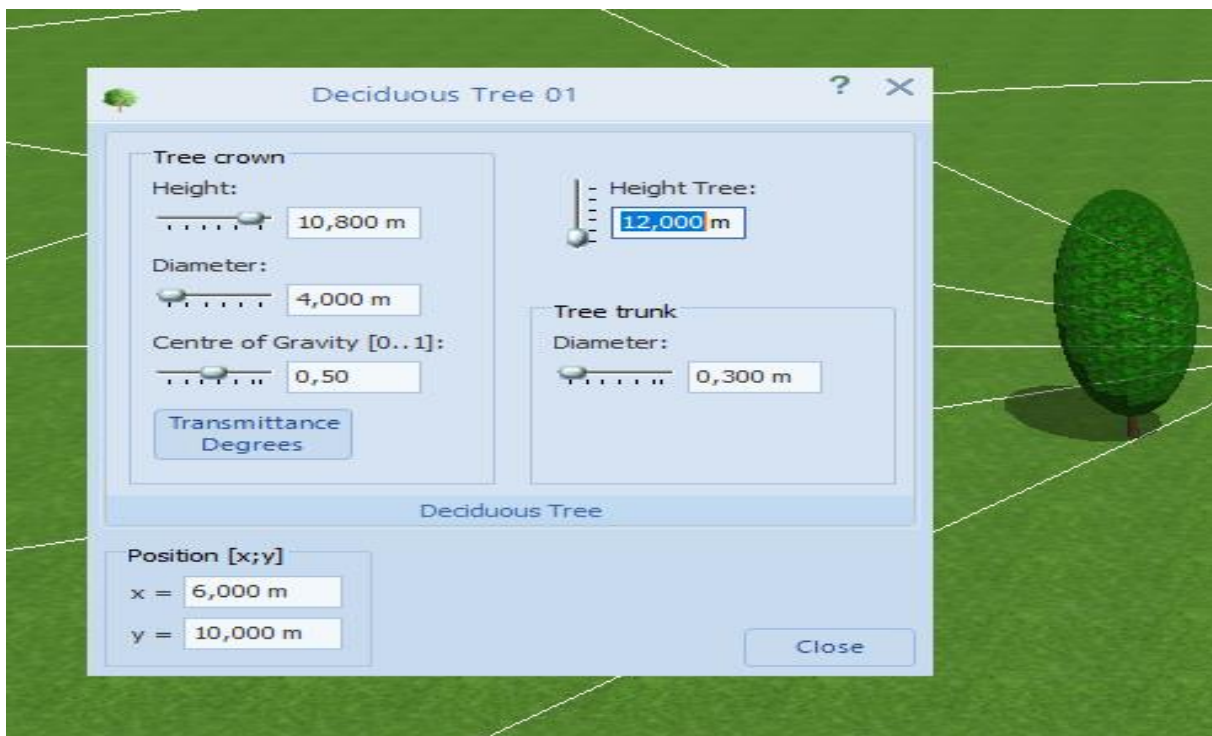 Deciduous Tree 01
?
Tree crown
Height:
10,800 m
Diameter:
4,000 m
Centre of Gravity [0..1]:
0,50
Transmittance
Degrees
Height Tree:
12,000 m
Tree trunk
Diameter:
0,300 m
Deciduous Tree
Position [x;y]
x = 6,000 m
y = 10,000 m
Close